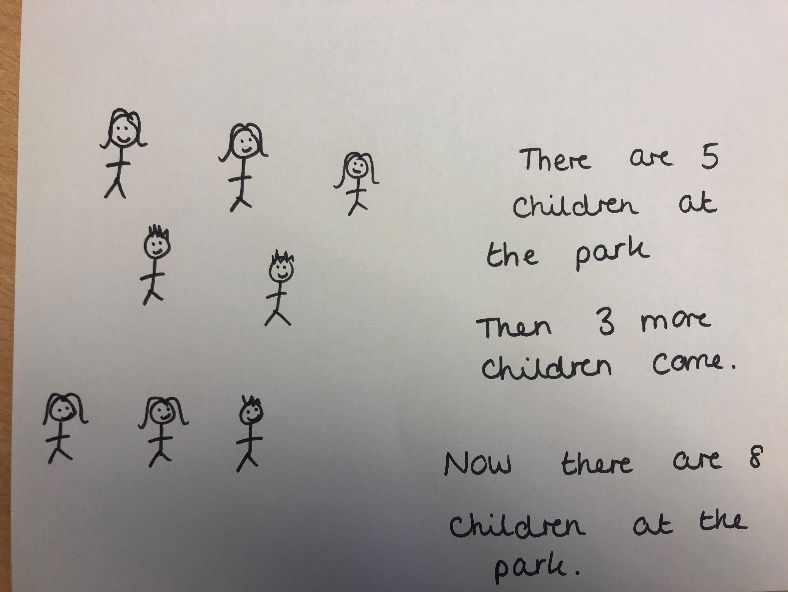 There are 5
children at
the park
Then 3 more
children come.
Now there are 8
children at the
park.